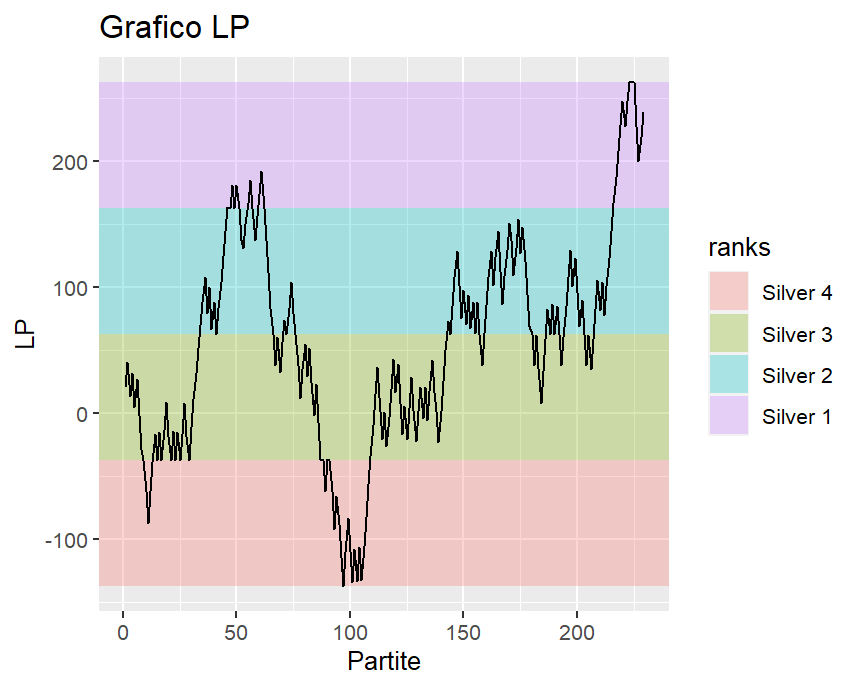 Grafico LP
LP
200
100
0
-100
0 50 100 150 200
Partite
ranks
Silver 4
Silver 3
Silver 2
Silver 1